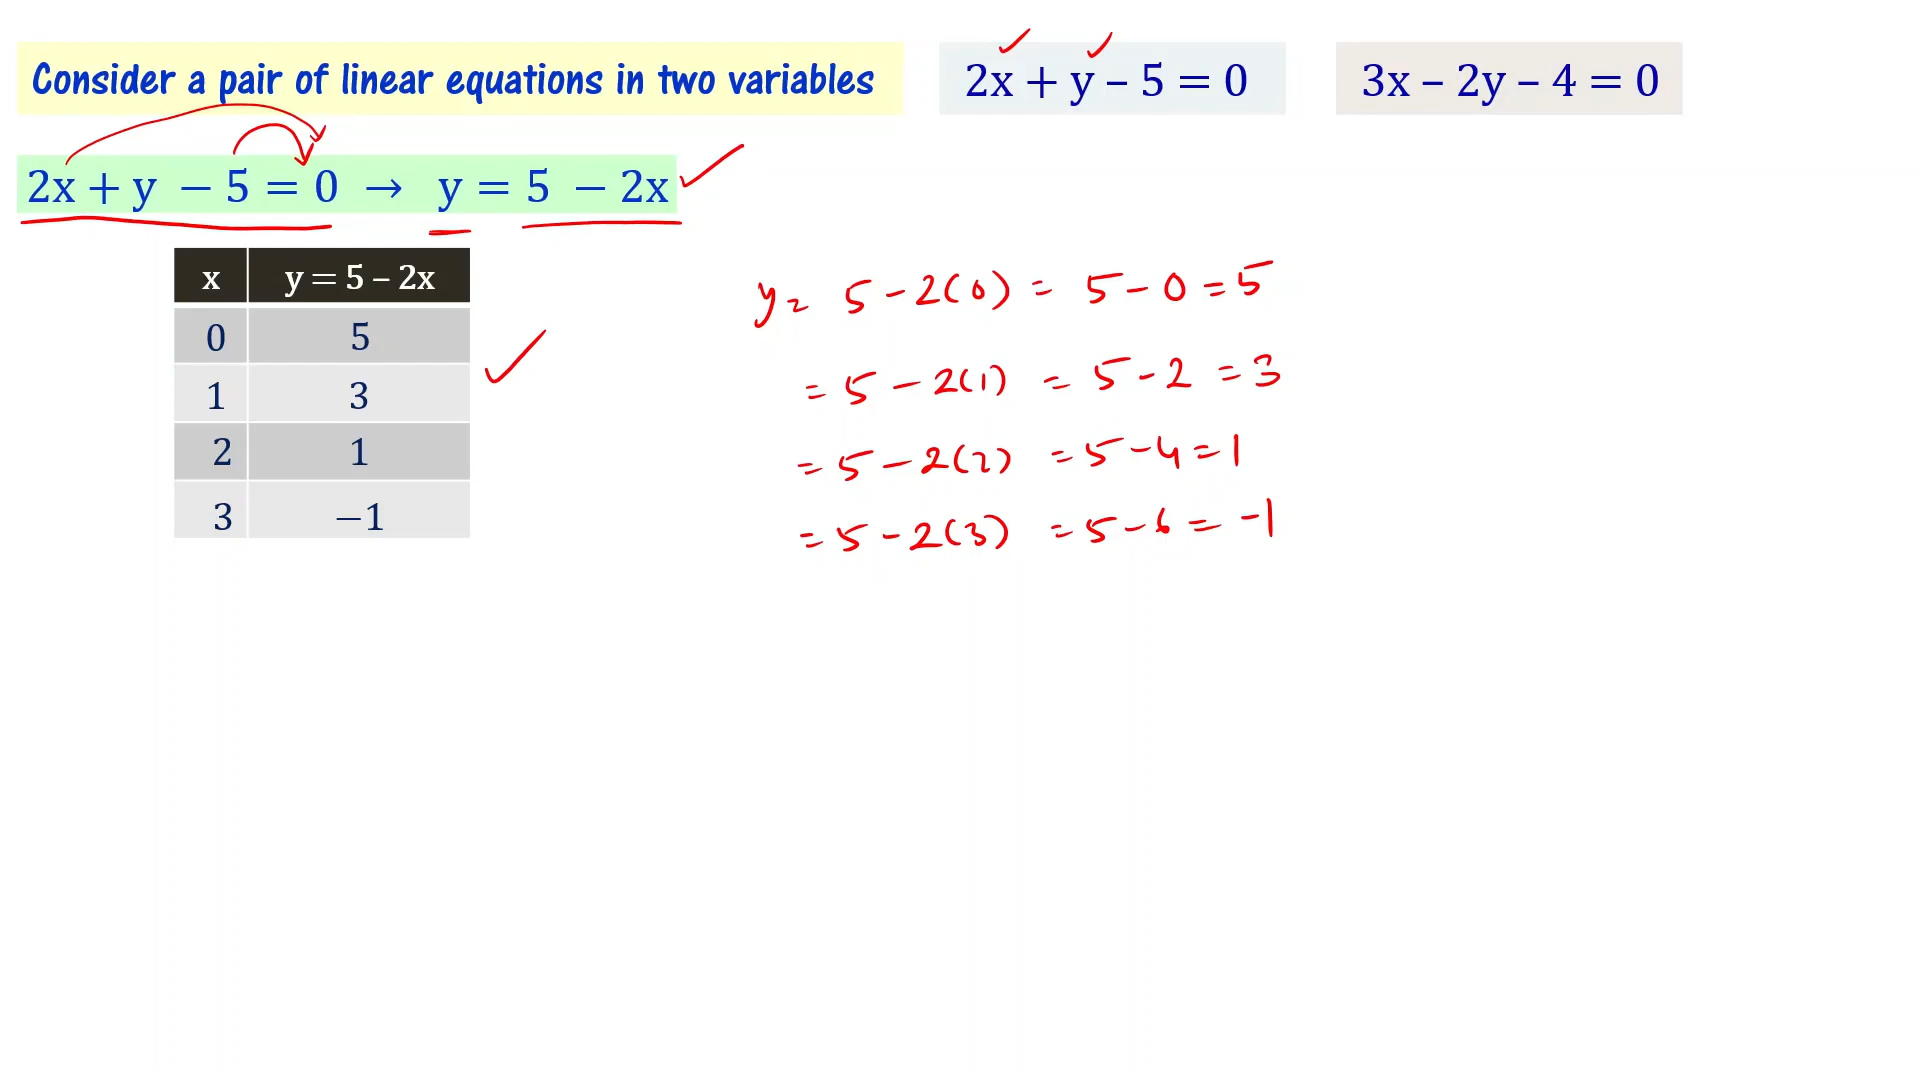 Consider a pair of linear equations in two variables
2x + y – 5 = 0
3x – 2y – 4 = 0
2x + y – 5 = 0 → y = 5 – 2x
x y = 5 – 2x
0 5
1 3
2 1
3 –1
y = 5 – 2(0) = 5 – 0 = 5
= 5 – 2(1) = 5 – 2 = 3
= 5 – 2(2) = 5 – 4 = 1
= 5 – 2(3) = 5 – 6 = -1